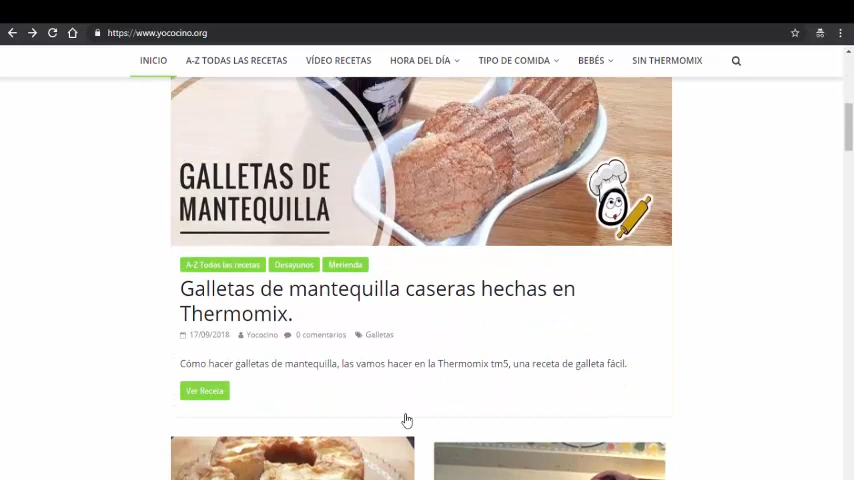 https://www.yococino.org
INICIO A-Z TODAS LAS RECETAS VÍDEO RECETAS HORA DEL DÍA TIPO DE COMIDA BEBÉS SIN THERMOMIX
GALLETAS DE
MANTEQUILLA
A-Z Todas las recetas Desayunos Merienda
Galletas de mantequilla caseras hechas en
Thermomix.
17/09/2018 Yococino 0 comentarios Galletas
Cómo hacer galletas de mantequilla, las vamos hacer en la Thermomix tm5, una receta de galleta fácil.
Ver Receta